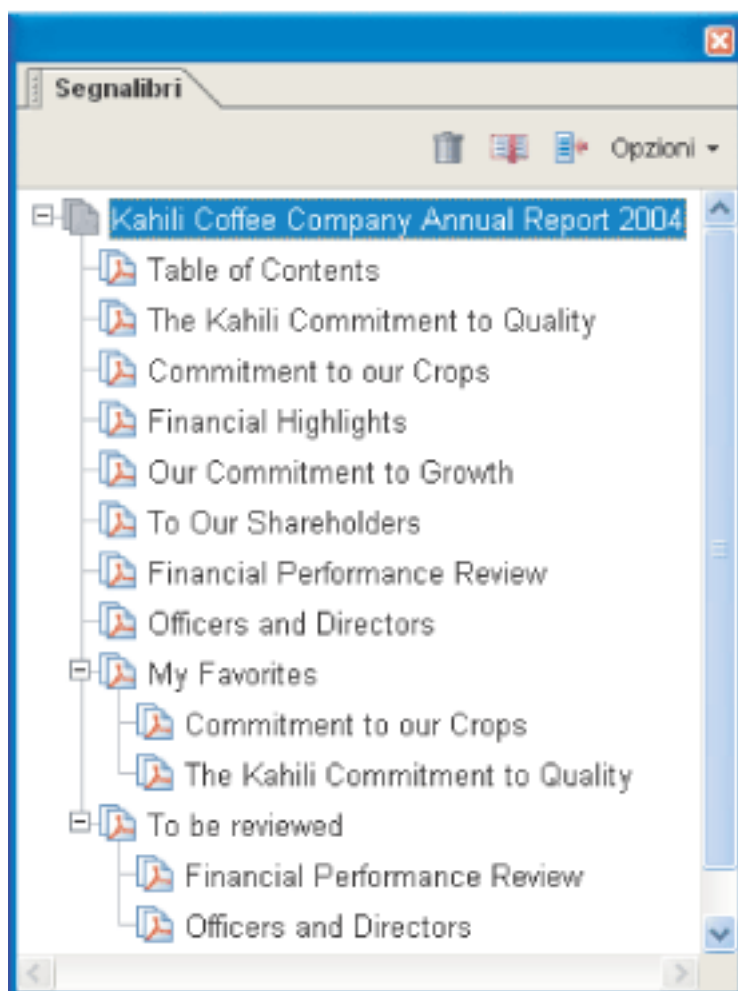 Segnalibri
Opzioni
Kahili Coffee Company Annual Report 2004
Table of Contents
The Kahili Commitment to Quality
Commitment to our Crops
Financial Highlights
Our Commitment to Growth
To Our Shareholders
Financial Performance Review
Officers and Directors
My Favorites
Commitment to our Crops
The Kahili Commitment to Quality
To be reviewed
Financial Performance Review
Officers and Directors